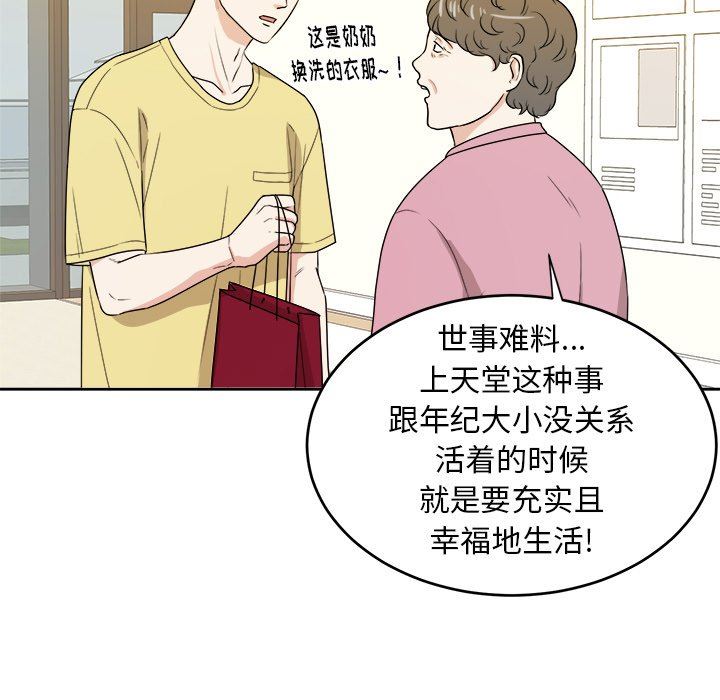 这是奶奶
换洗的衣服~！
世事难料...
上天堂这种事
跟年纪大小没关系
活着的时候
就是要充实且
幸福地生活!